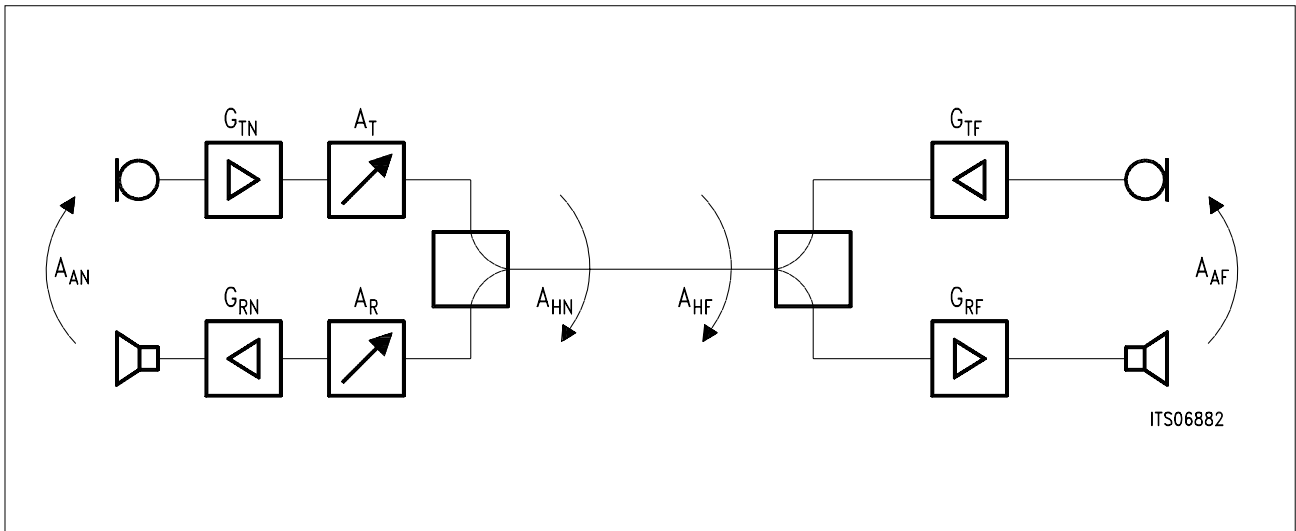 G_TN
A_T
G_TF
A_AN
G_RN
A_R
A_HN
A_HF
G_RF
A_AF
ITS06882